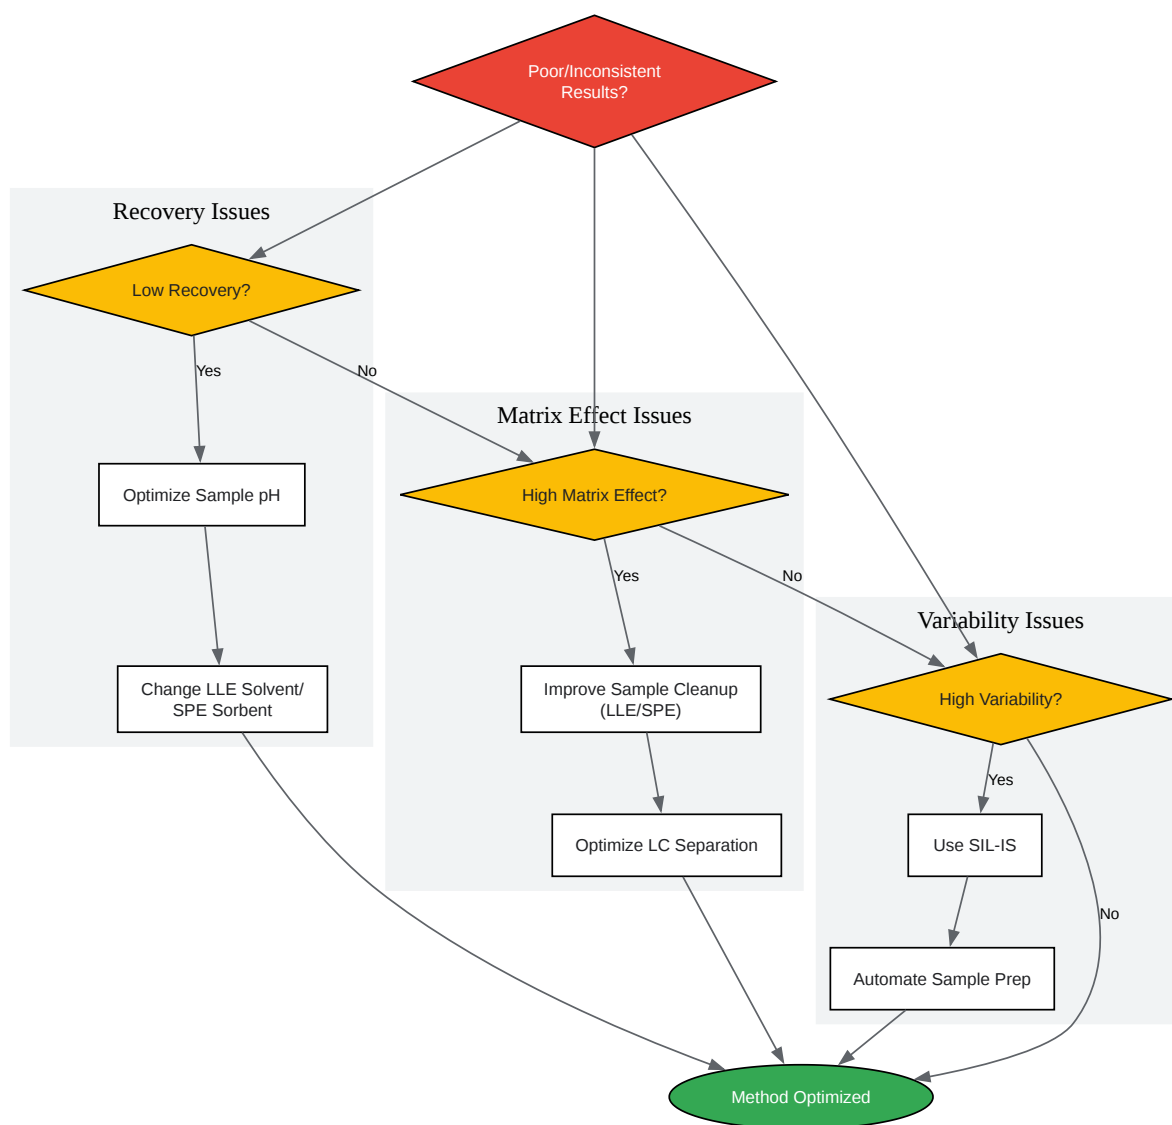 Poor/Inconsistent
Results?
Recovery Issues
Low Recovery?
Yes
No
Optimize Sample pH
Change LLE Solvent/
SPE Sorbent
Matrix Effect Issues
High Matrix Effect?
Yes
No
Improve Sample Cleanup
(LLE/SPE)
Optimize LC Separation
Variability Issues
High Variability?
Yes
No
Use SIL-IS
Automate Sample Prep
Method Optimized